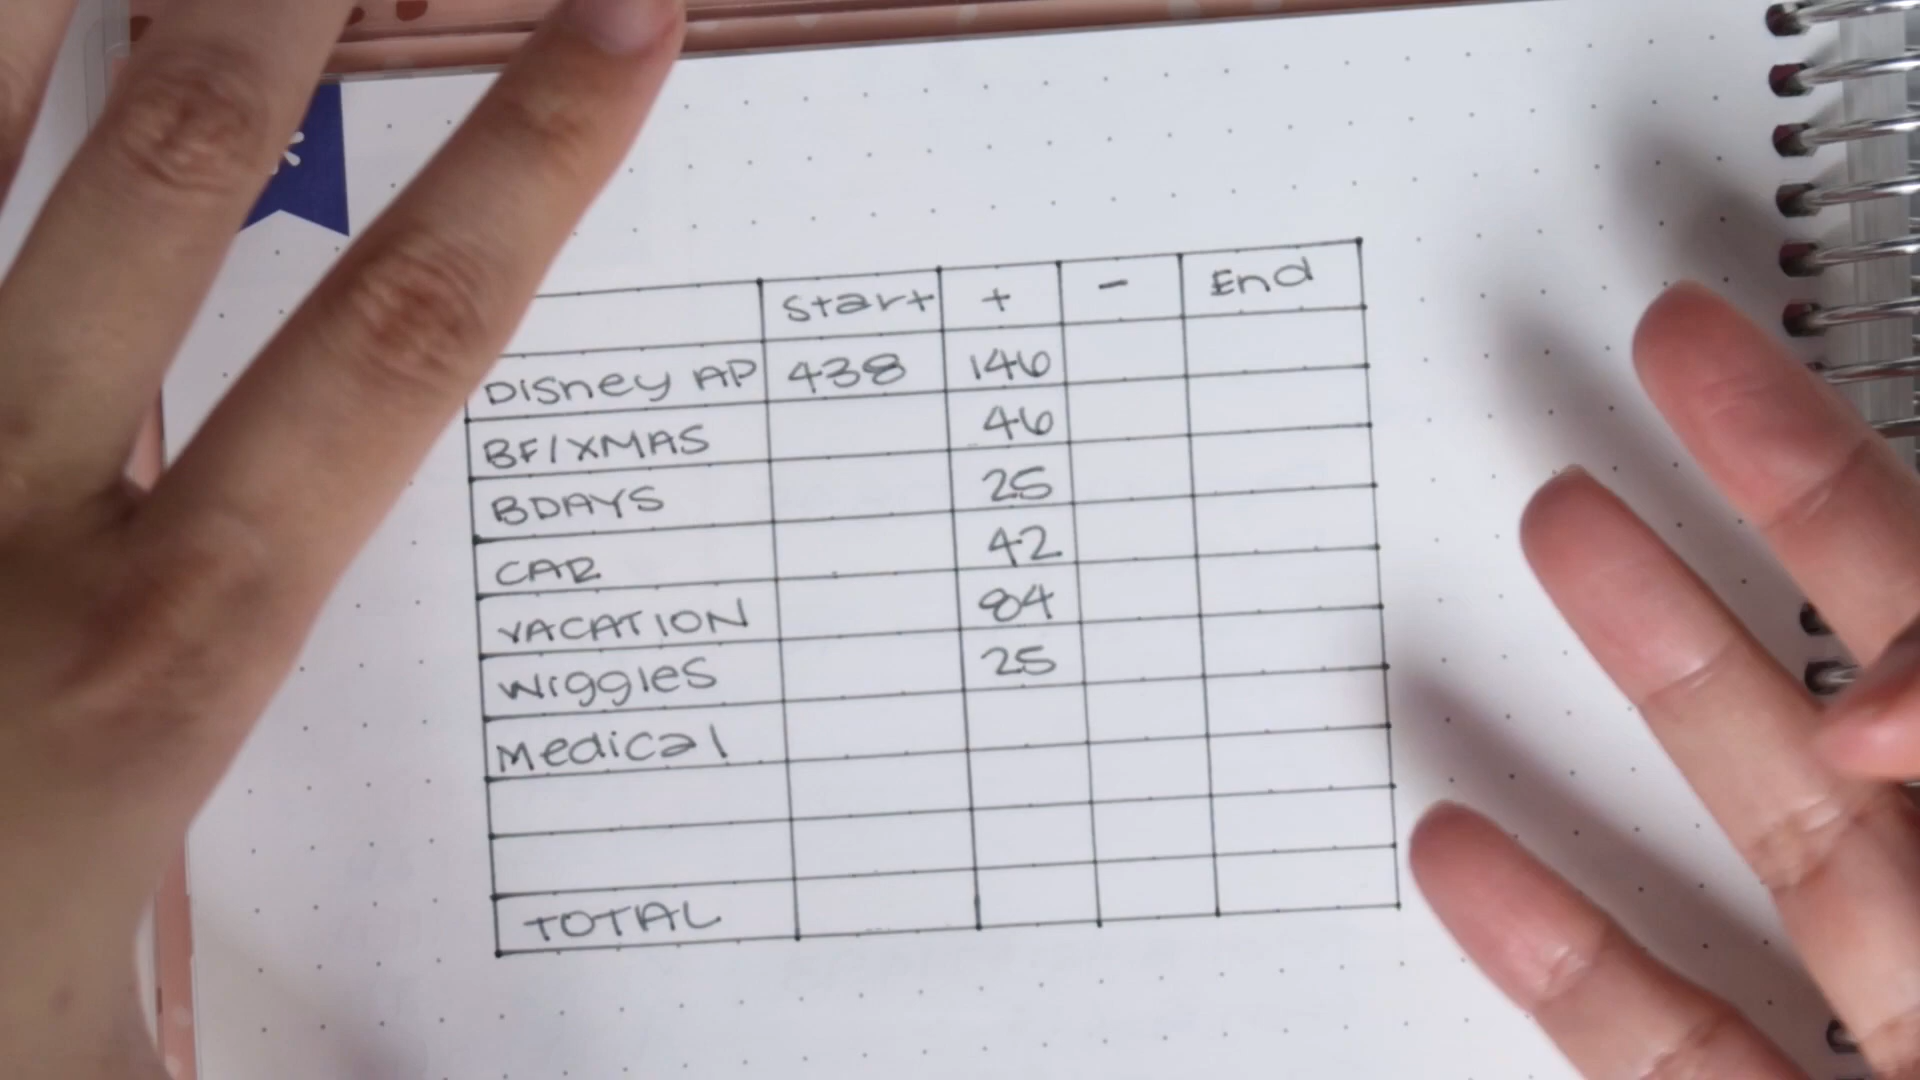 Start + - End
Disney AP 438 146
BF/XMAS 46
BDAYS 25
CAR 42
VACATION 84
Wiggles 25
Medical
TOTAL